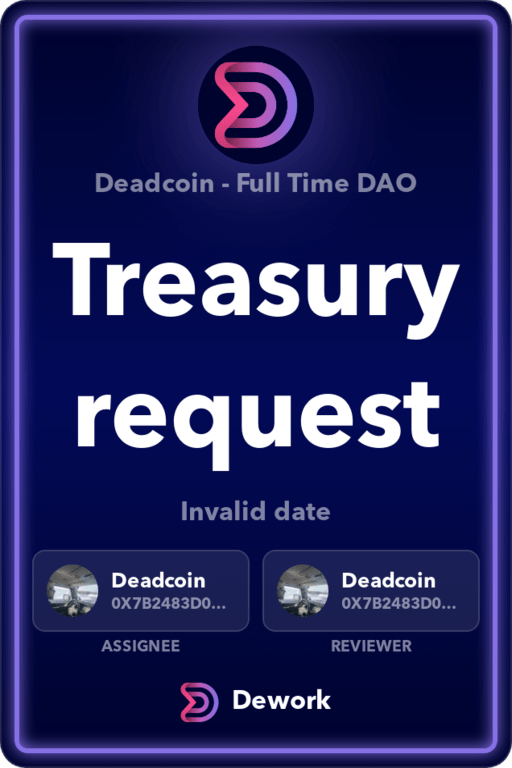 Deadcoin - Full Time DAO
Treasury
request
Invalid date
Deadcoin
0X7B2483D0...
ASSIGNEE
Deadcoin
0X7B2483D0...
REVIEWER
Dework